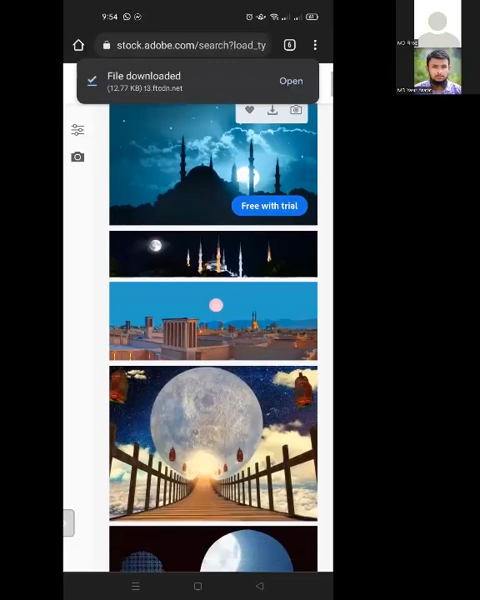 9:54
stock.adobe.com/search?load_ty
6
File downloaded
(12.77 KB) t3.ftcdn.net
Open
Free with trial